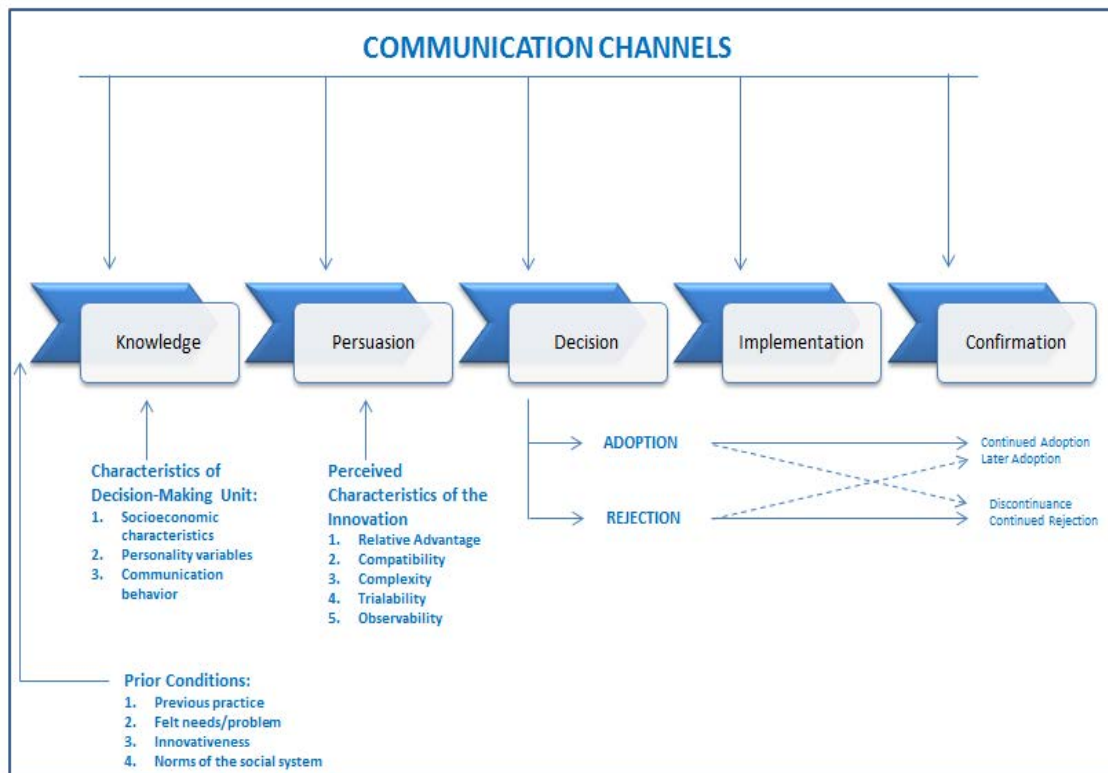 COMMUNICATION CHANNELS
Knowledge
Persuasion
Decision
Implementation
Confirmation
Characteristics of
Decision-Making Unit:
1. Socioeconomic
characteristics
2. Personality variables
3. Communication
behavior
Perceived
Characteristics of the
Innovation
1. Relative Advantage
2. Compatibility
3. Complexity
4. Trialability
5. Observability
ADOPTION
REJECTION
Continued Adoption
Later Adoption
Discontinuance
Continued Rejection
Prior Conditions:
1. Previous practice
2. Felt needs/problem
3. Innovativeness
4. Norms of the social system